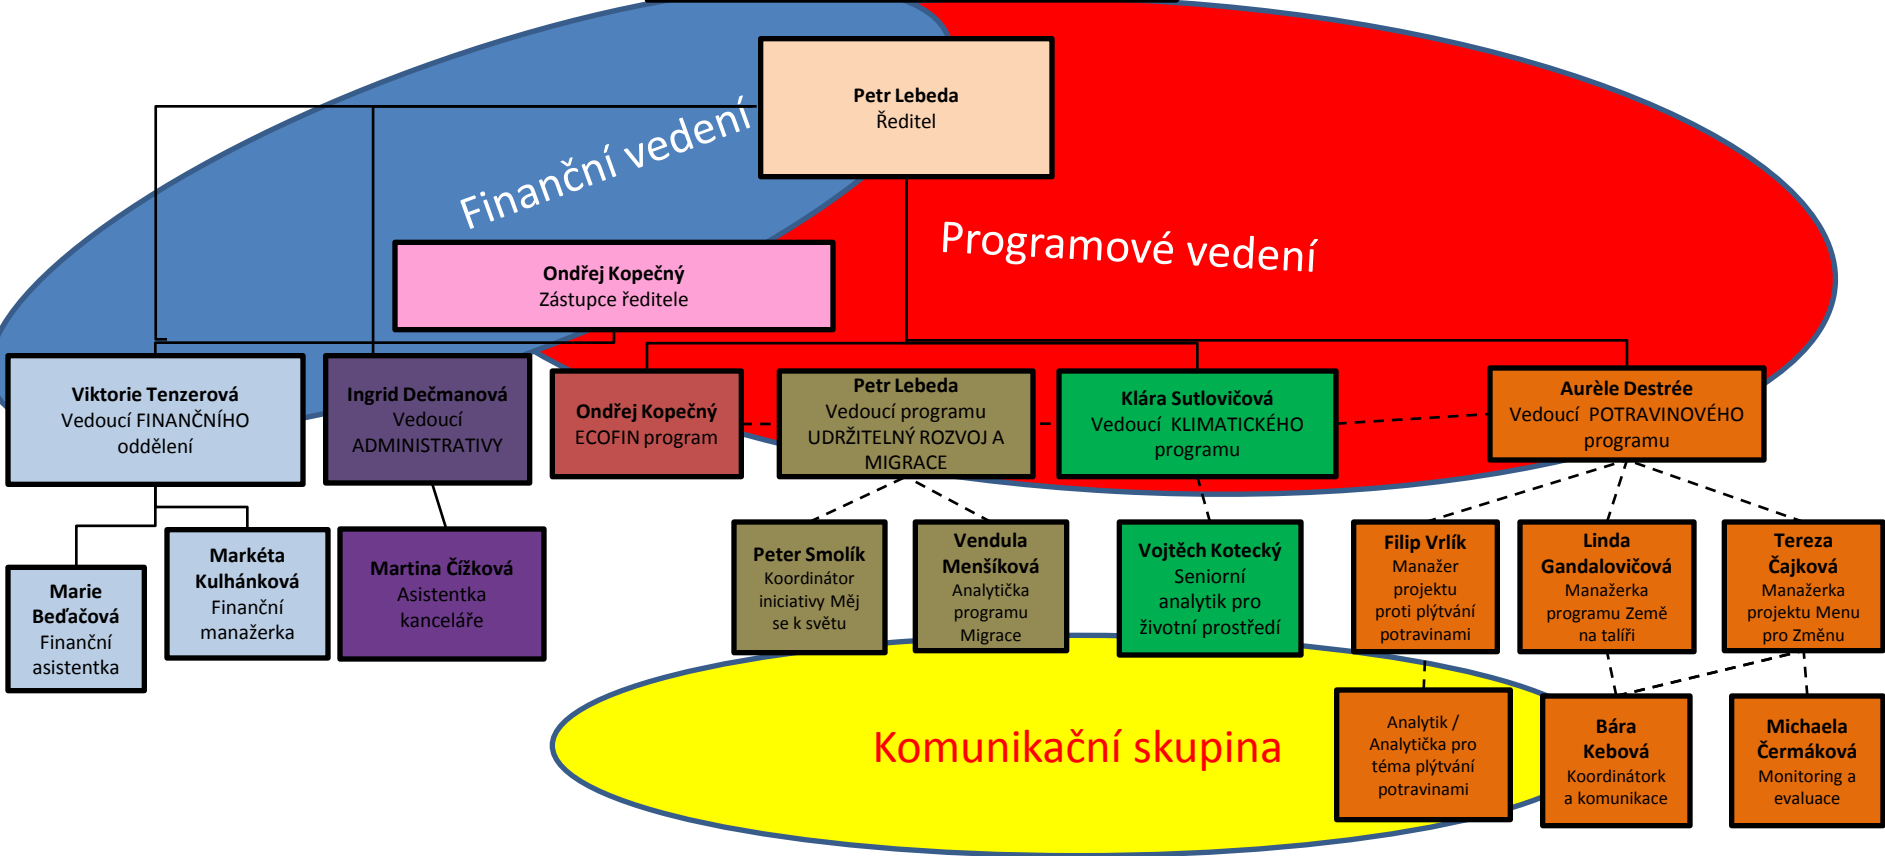 Petr Lebeda
Ředitel
Finanční vedení
Programové vedení
Ondřej Kopečný
Zástupce ředitele
Viktorie Tenzerová
Vedoucí FINANČNÍHO
oddělení
Ingrid Dečmanová
Vedoucí
ADMINISTRATIVY
Ondřej Kopečný
ECOFIN program
Petr Lebeda
Vedoucí programu
UDRŽITELNÝ ROZVOJ A
MIGRACE
Klára Sutlovičová
Vedoucí KLIMATICKÉHO
programu
Aurèle Destrée
Vedoucí POTRAVINOVÉHO
programu
Marie
Beďačová
Finanční
asistentka
Markéta
Kulhánková
Finanční
manažerka
Martina Čížková
Asistentka
kanceláře
Peter Smolík
Koordinátor
iniciativy Měj
se k světu
Vendula
Menšíková
Analytička
programu
Migrace
Vojtěch Kotecký
Seniorní
analytik pro
životní prostředí
Filip Vrlík
Manažer
projektu
proti plýtvání
potravinami
Linda
Gandalovičová
Manažerka
programu Země
na talíři
Tereza
Čajková
Manažerka
projektu Menu
pro Změnu
Komunikační skupina
Analytik /
Analytička pro
téma plýtvání
potravinami
Bára
Kebová
Koordinátork
a komunikace
Michaela
Čermáková
Monitoring a
evaluace